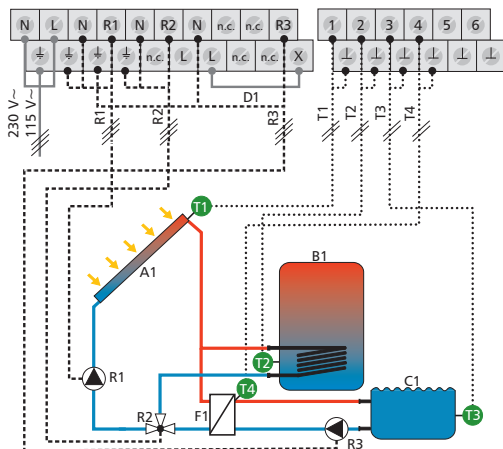 N L N R1 N R2 N n.c. n.c. R3
n.c. L L n.c. n.c. X
1 2 3 4 5 6
D1
230 V~
115 V~
R1
R2
R3
T1
T2
T3
T4
T1
A1
B1
T2
T4
C1
T3
R1
R2
F1
R3